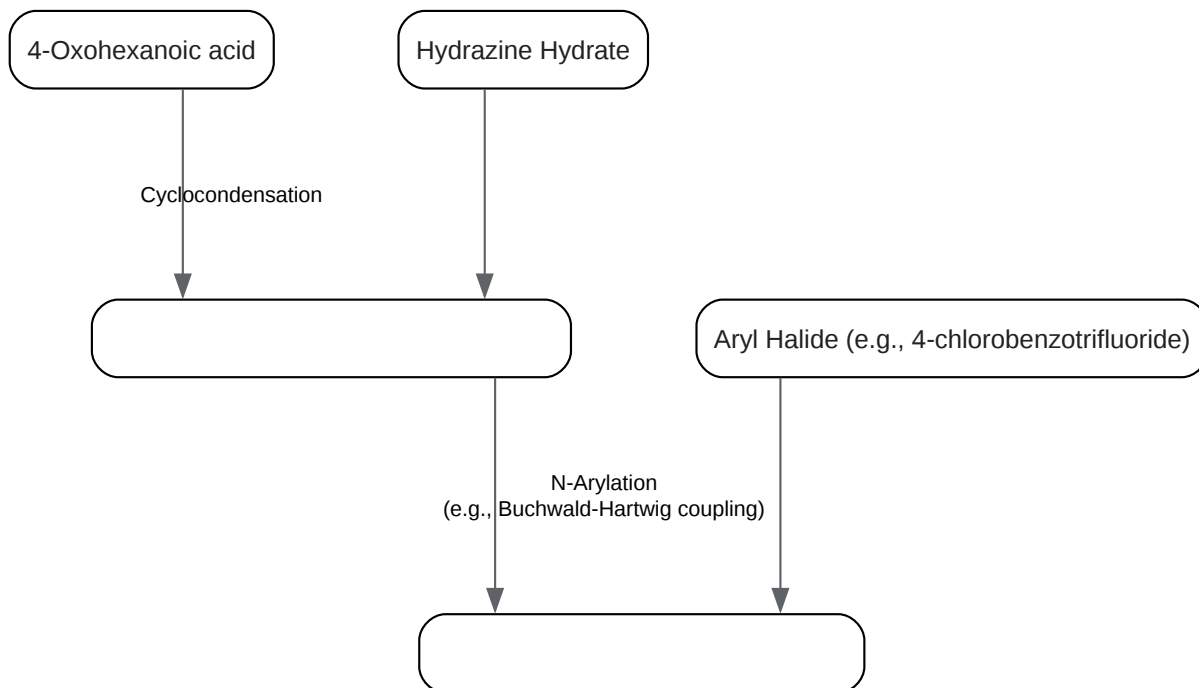 4-Oxohexanoic acid
Hydrazine Hydrate
Cyclocondensation
Aryl Halide (e.g., 4-chlorobenzotrifluoride)
N-Arylation
(e.g., Buchwald-Hartwig coupling)